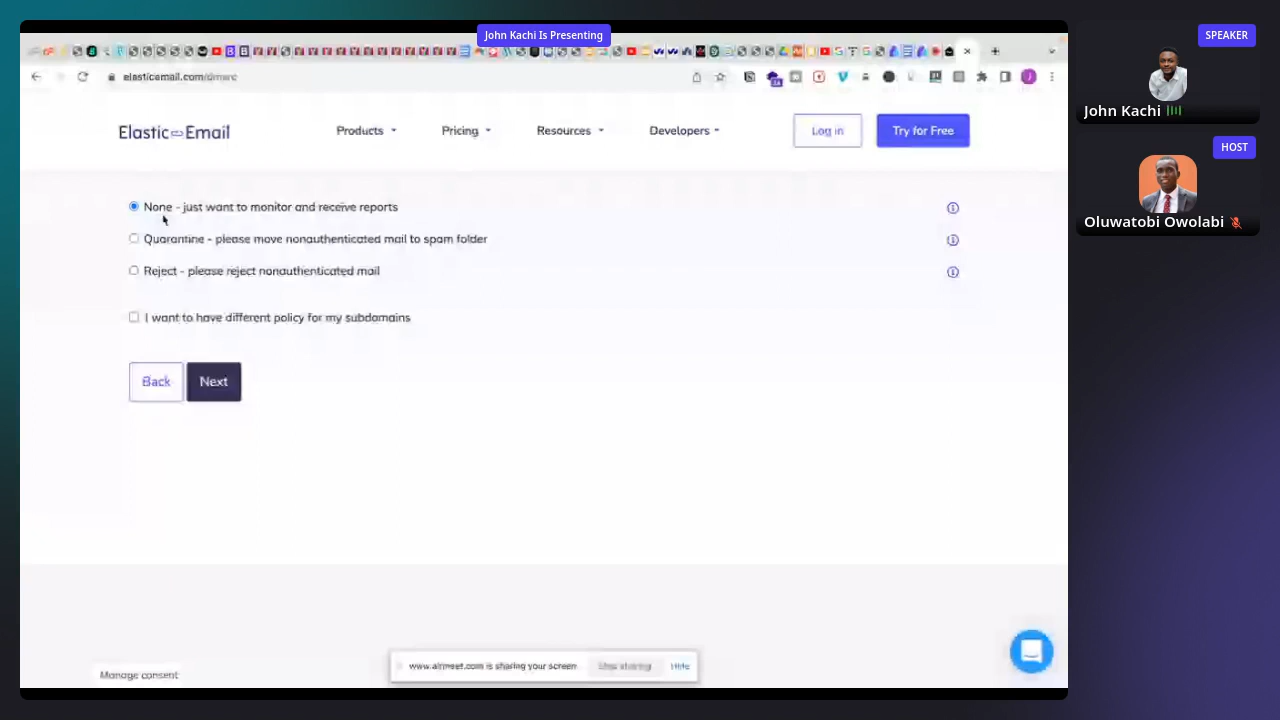 John Kachi Is Presenting
SPEAKER
John Kachi
HOST
Oluwatobi Owolabi
elasticemail.com/dmarc
Elastic Email
Products
Pricing
Resources
Developers
Log in
Try for Free
None - just want to monitor and receive reports
Quarantine - please move nonauthenticated mail to spam folder
Reject - please reject nonauthenticated mail
I want to have different policy for my subdomains
Back
Next
www.airmeet.com is sharing your screen
Stop sharing
Hide
Manage consent